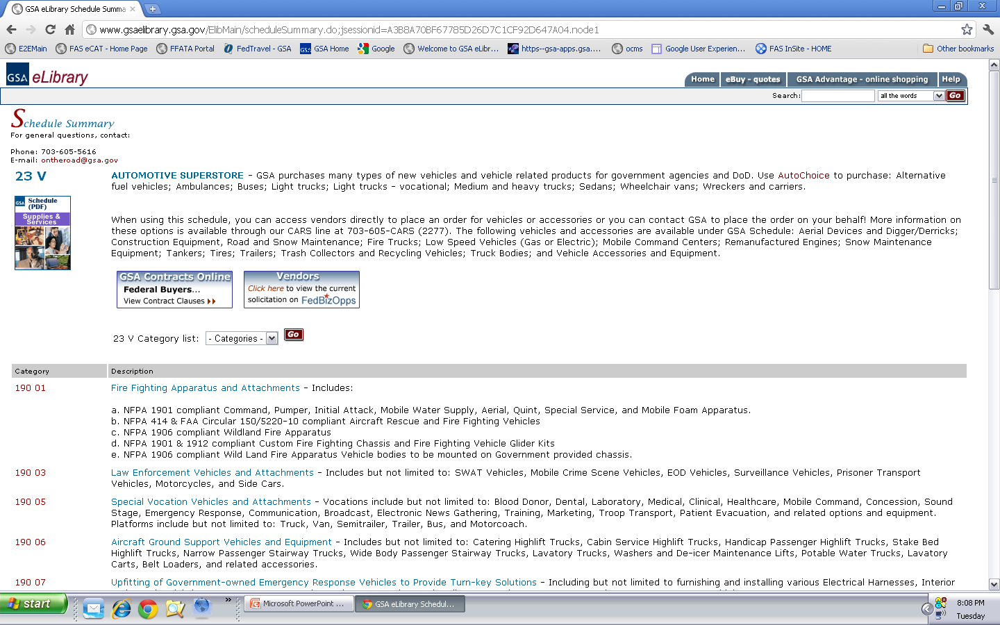 GSA eLibrary Schedule Summa
www.gsaelibrary.gsa.gov/ElibMain/scheduleSummary.do;jsessionid=A3B8A70BF67785D26D7C1CF92D647A04.node1
E2EMain FAS eCAT - Home Page FFATA Portal FedTravel - GSA GSA Home Google Welcome to GSA eLibr... https--gsa-apps.gsa.... ocms Google User Experien... FAS InSite - HOME Other bookmarks
GSA eLibrary
Home eBuy - quotes GSA Advantage - online shopping Help
Search: all the words Go
Schedule Summary
For general questions, contact:
Phone: 703-605-5616
E-mail: ontheroad@gsa.gov
23 V
AUTOMOTIVE SUPERSTORE - GSA purchases many types of new vehicles and vehicle related products for government agencies and DoD. Use AutoChoice to purchase: Alternative
fuel vehicles; Ambulances; Buses; Light trucks; Light trucks - vocational; Medium and heavy trucks; Sedans; Wheelchair vans; Wreckers and carriers.
GSA Schedule
(PDF)
Supplies &
Services
When using this schedule, you can access vendors directly to place an order for vehicles or accessories or you can contact GSA to place the order on your behalf! More information on
these options is available through our CARS line at 703-605-CARS (2277). The following vehicles and accessories are available under GSA Schedule: Aerial Devices and Digger/Derricks;
Construction Equipment, Road and Snow Maintenance; Fire Trucks; Low Speed Vehicles (Gas or Electric); Mobile Command Centers; Remanufactured Engines; Snow Maintenance
Equipment; Tankers; Tires; Trailers; Trash Collectors and Recycling Vehicles; Truck Bodies; and Vehicle Accessories and Equipment.
GSA Contracts Online
Federal Buyers...
View Contract Clauses
Vendors
Click here to view the current
solicitation on FedBizOpps
23 V Category list: - Categories - Go
Category Description
190 01 Fire Fighting Apparatus and Attachments - Includes:
a. NFPA 1901 compliant Command, Pumper, Initial Attack, Mobile Water Supply, Aerial, Quint, Special Service, and Mobile Foam Apparatus.
b. NFPA 414 & FAA Circular 150/5220-10 compliant Aircraft Rescue and Fire Fighting Vehicles
c. NFPA 1906 compliant Wildland Fire Apparatus
d. NFPA 1901 & 1912 compliant Custom Fire Fighting Chassis and Fire Fighting Vehicle Glider Kits
e. NFPA 1906 compliant Wild Land Fire Apparatus Vehicle bodies to be mounted on Government provided chassis.
190 03 Law Enforcement Vehicles and Attachments - Includes but not limited to: SWAT Vehicles, Mobile Crime Scene Vehicles, EOD Vehicles, Surveillance Vehicles, Prisoner Transport
Vehicles, Motorcycles, and Side Cars.
190 05 Special Vocation Vehicles and Attachments - Vocations include but not limited to: Blood Donor, Dental, Laboratory, Medical, Clinical, Healthcare, Mobile Command, Concession, Sound
Stage, Emergency Response, Communication, Broadcast, Electronic News Gathering, Training, Marketing, Troop Transport, Patient Evacuation, and related options and equipment.
Platforms include but not limited to: Truck, Van, Semitrailer, Trailer, Bus, and Motorcoach.
190 06 Aircraft Ground Support Vehicles and Equipment - Includes but not limited to: Catering Highlift Trucks, Cabin Service Highlift Trucks, Handicap Passenger Highlift Trucks, Stake Bed
Highlift Trucks, Narrow Passenger Stairway Trucks, Wide Body Passenger Stairway Trucks, Lavatory Trucks, Washers and De-icer Maintenance Lifts, Potable Water Trucks, Lavatory
Carts, Belt Loaders, and related accessories.
190 07 Upfitting of Government-owned Emergency Response Vehicles to Provide Turn-key Solutions - Including but not limited to furnishing and installing various Electrical Harnesses, Interior
start Microsoft PowerPoint ... GSA eLibrary Schedul... 8:08 PM
Tuesday